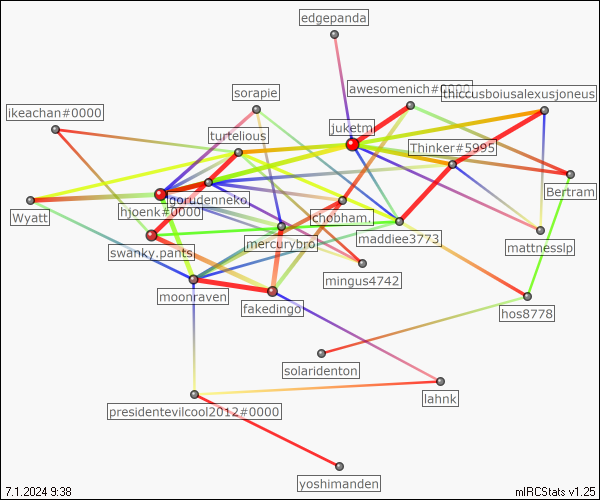 edgepanda
sorapie
awesomenich#0000
thiccusboiusalexusjoneus
ikeachan#0000
turtelious
juketm
Thinker#5995
Bertram
goudenneko.
Wyatt
hjoenk#0000
chobham.
maddiee3773
mercurybro
mattnesslp
swanky.pants
mingus4742
moonraven
fakedingo
hos8778
solaridenton
lahnk
presidentevilcool2012#0000
yoshimanden
7.1.2024 9:38
mIRCStats v1.25